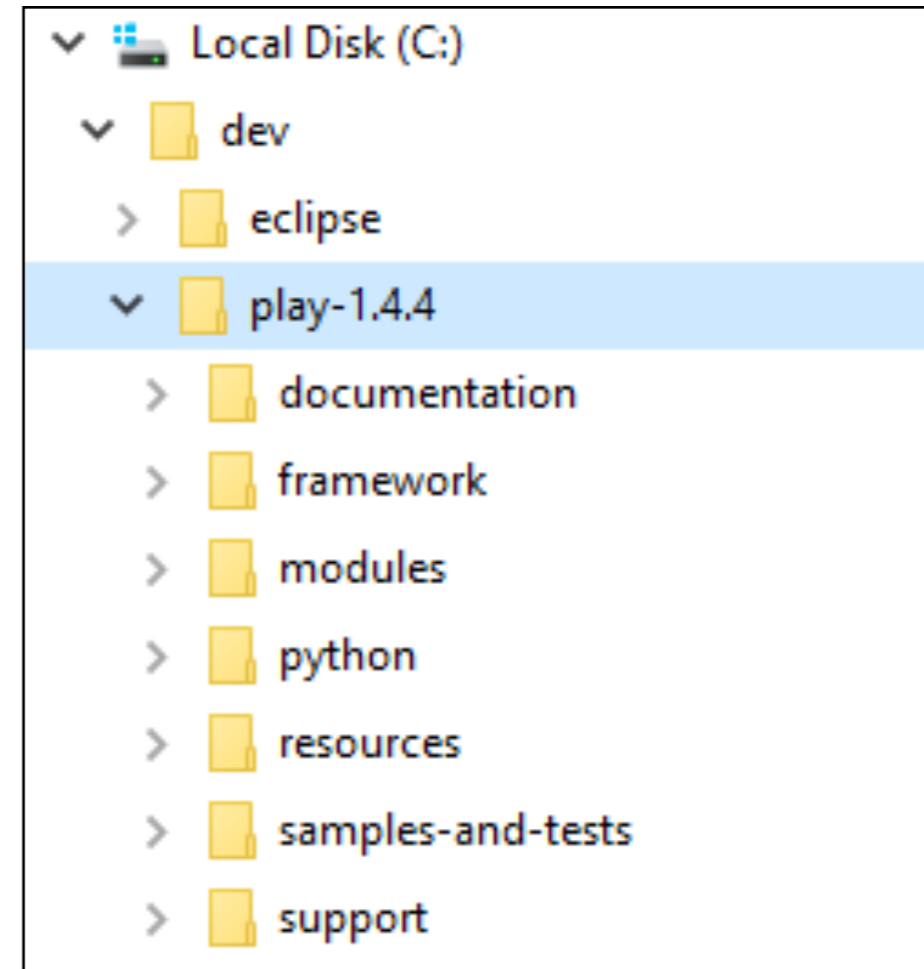 Local Disk (C:)
dev
eclipse
play-1.4.4
documentation
framework
modules
python
resources
samples-and-tests
support